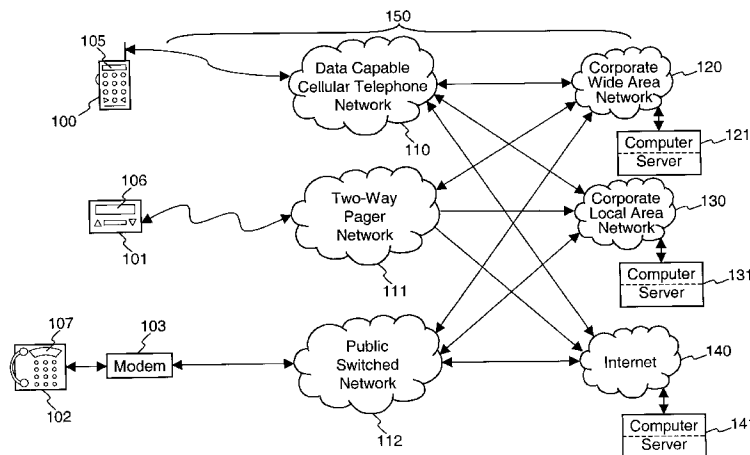 150
105
100
Data Capable
Cellular Telephone
Network
110
Corporate
Wide Area
Network
120
Computer
Server
121
106
101
Two-Way
Pager
Network
111
Corporate
Local Area
Network
130
Computer
Server
131
107
102
103
Modem
Public
Switched
Network
112
Internet
140
Computer
Server
141